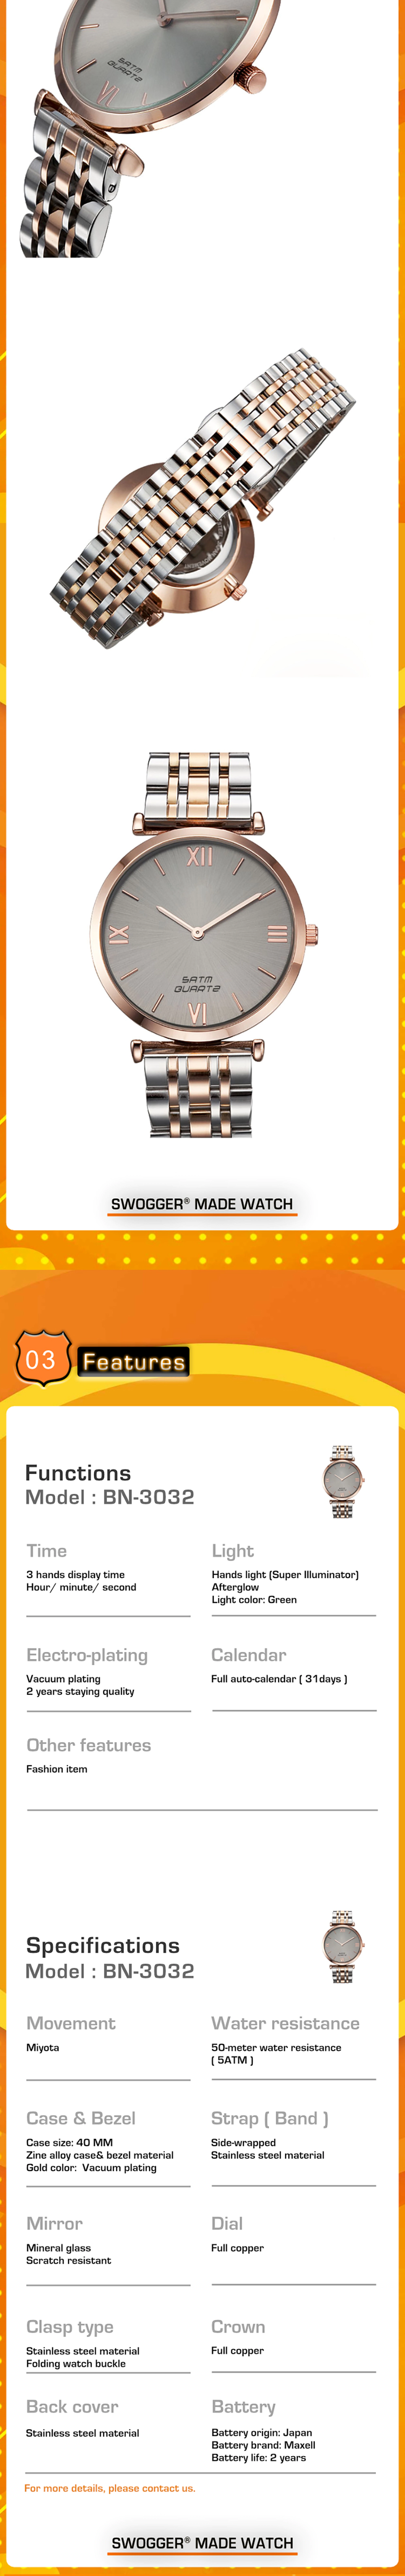 5ATM
QUARTZ
VI
XII
IX
III
5ATM
QUARTZ
VI
SWOGGER® MADE WATCH
03 Features
Functions
Model : BN-3032
Time
3 hands display time
Hour/ minute/ second
Light
Hands light (Super Illuminator)
Afterglow
Light color: Green
Electro-plating
Vacuum plating
2 years staying quality
Calendar
Full auto-calendar ( 31days )
Other features
Fashion item
Specifications
Model : BN-3032
Movement
Miyota
Water resistance
50-meter water resistance
( 5ATM )
Case & Bezel
Case size: 40 MM
Zine alloy case& bezel material
Gold color: Vacuum plating
Strap ( Band )
Side-wrapped
Stainless steel material
Mirror
Mineral glass
Scratch resistant
Dial
Full copper
Clasp type
Stainless steel material
Folding watch buckle
Crown
Full copper
Back cover
Stainless steel material
Battery
Battery origin: Japan
Battery brand: Maxell
Battery life: 2 years
For more details, please contact us.
SWOGGER® MADE WATCH